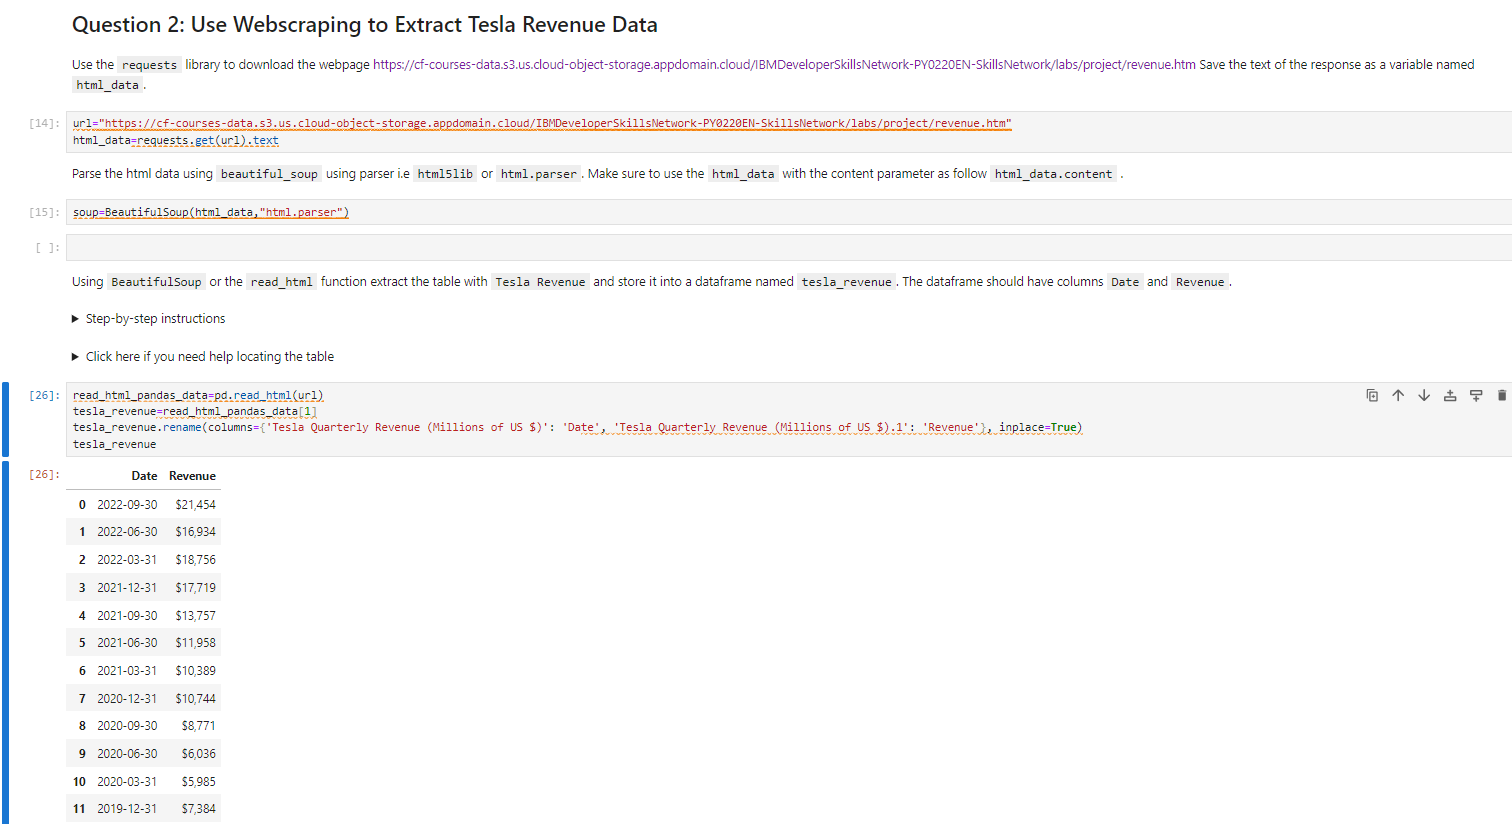 Question 2: Use Webscraping to Extract Tesla Revenue Data
Use the requests library to download the webpage https://cf-courses-data.s3.us.cloud-object-storage.appdomain.cloud/IBMDeveloperSkillsNetwork-PY0220EN-SkillsNetwork/labs/project/revenue.htm Save the text of the response as a variable named
html_data .
[14]: url="https://cf-courses-data.s3.us.cloud-object-storage.appdomain.cloud/IBMDeveloperSkillsNetwork-PY0220EN-SkillsNetwork/labs/project/revenue.htm"
html_data=requests.get(url).text
Parse the html data using beautiful_soup using parser i.e html5lib or html.parser . Make sure to use the html_data with the content parameter as follow html_data.content .
[15]: soup=BeautifulSoup(html_data,"html.parser")
[ ]:
Using BeautifulSoup or the read_html function extract the table with Tesla Revenue and store it into a dataframe named tesla_revenue . The dataframe should have columns Date and Revenue .
▶ Step-by-step instructions
▶ Click here if you need help locating the table
[26]: read_html_pandas_data=pd.read_html(url)
tesla_revenue=read_html_pandas_data[1]
tesla_revenue.rename(columns={'Tesla Quarterly Revenue (Millions of US $)': 'Date', 'Tesla Quarterly Revenue (Millions of US $).1': 'Revenue'}, inplace=True)
tesla_revenue
[26]: Date Revenue
0 2022-09-30 $21,454
1 2022-06-30 $16,934
2 2022-03-31 $18,756
3 2021-12-31 $17,719
4 2021-09-30 $13,757
5 2021-06-30 $11,958
6 2021-03-31 $10,389
7 2020-12-31 $10,744
8 2020-09-30 $8,771
9 2020-06-30 $6,036
10 2020-03-31 $5,985
11 2019-12-31 $7,384